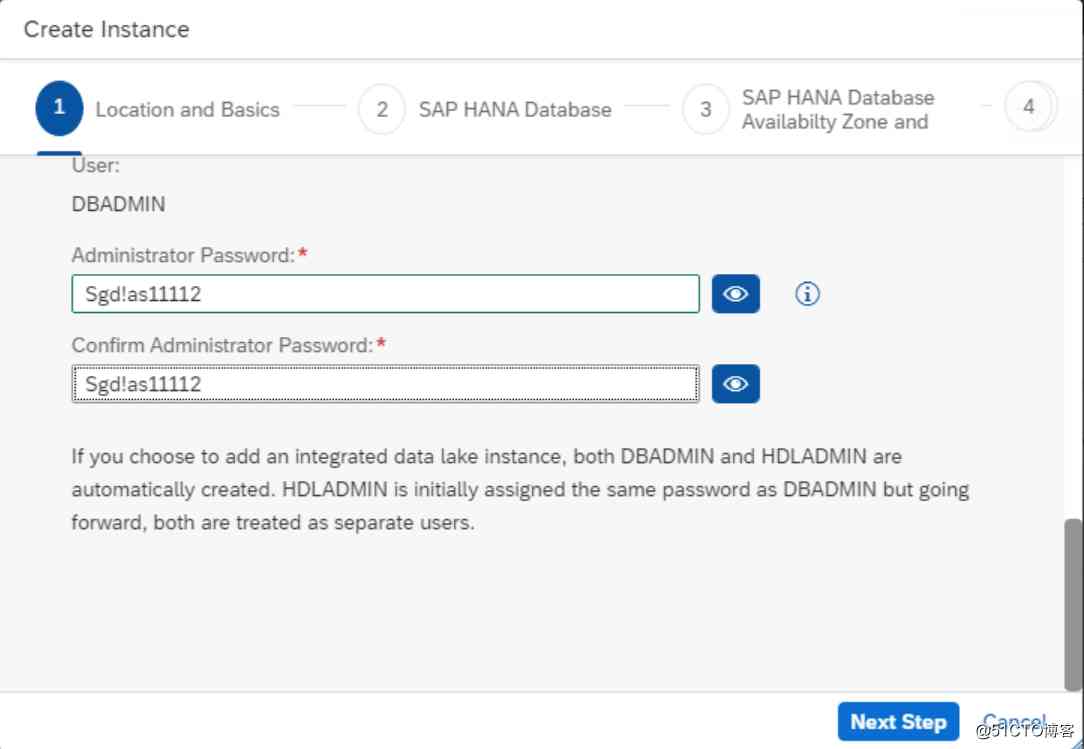 Create Instance
1 Location and Basics 2 SAP HANA Database 3 SAP HANA Database
Availabilty Zone and 4
User:
DBADMIN
Administrator Password:*
Sgd!as11112
Confirm Administrator Password:*
Sgd!as11112
If you choose to add an integrated data lake instance, both DBADMIN and HDLADMIN are
automatically created. HDLADMIN is initially assigned the same password as DBADMIN but going
forward, both are treated as separate users.
Next Step Cancel
@51CTO博客